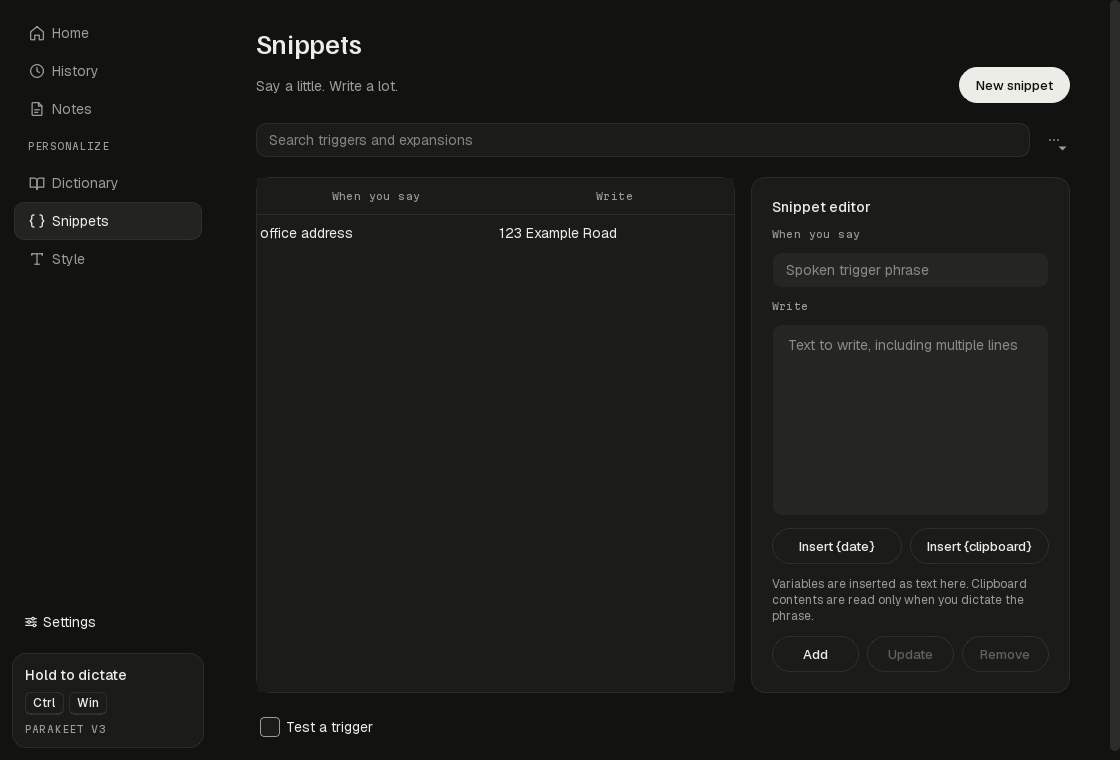 Home
History
Notes
PERSONALIZE
Dictionary
Snippets
Style
Settings
Hold to dictate
Ctrl Win
PARAKEET V3
Snippets
Say a little. Write a lot.
New snippet
Search triggers and expansions
...
When you say Write
office address 123 Example Road
Snippet editor
When you say
Spoken trigger phrase
Write
Text to write, including multiple lines
Insert {date} Insert {clipboard}
Variables are inserted as text here. Clipboard
contents are read only when you dictate the
phrase.
Add Update Remove
Test a trigger